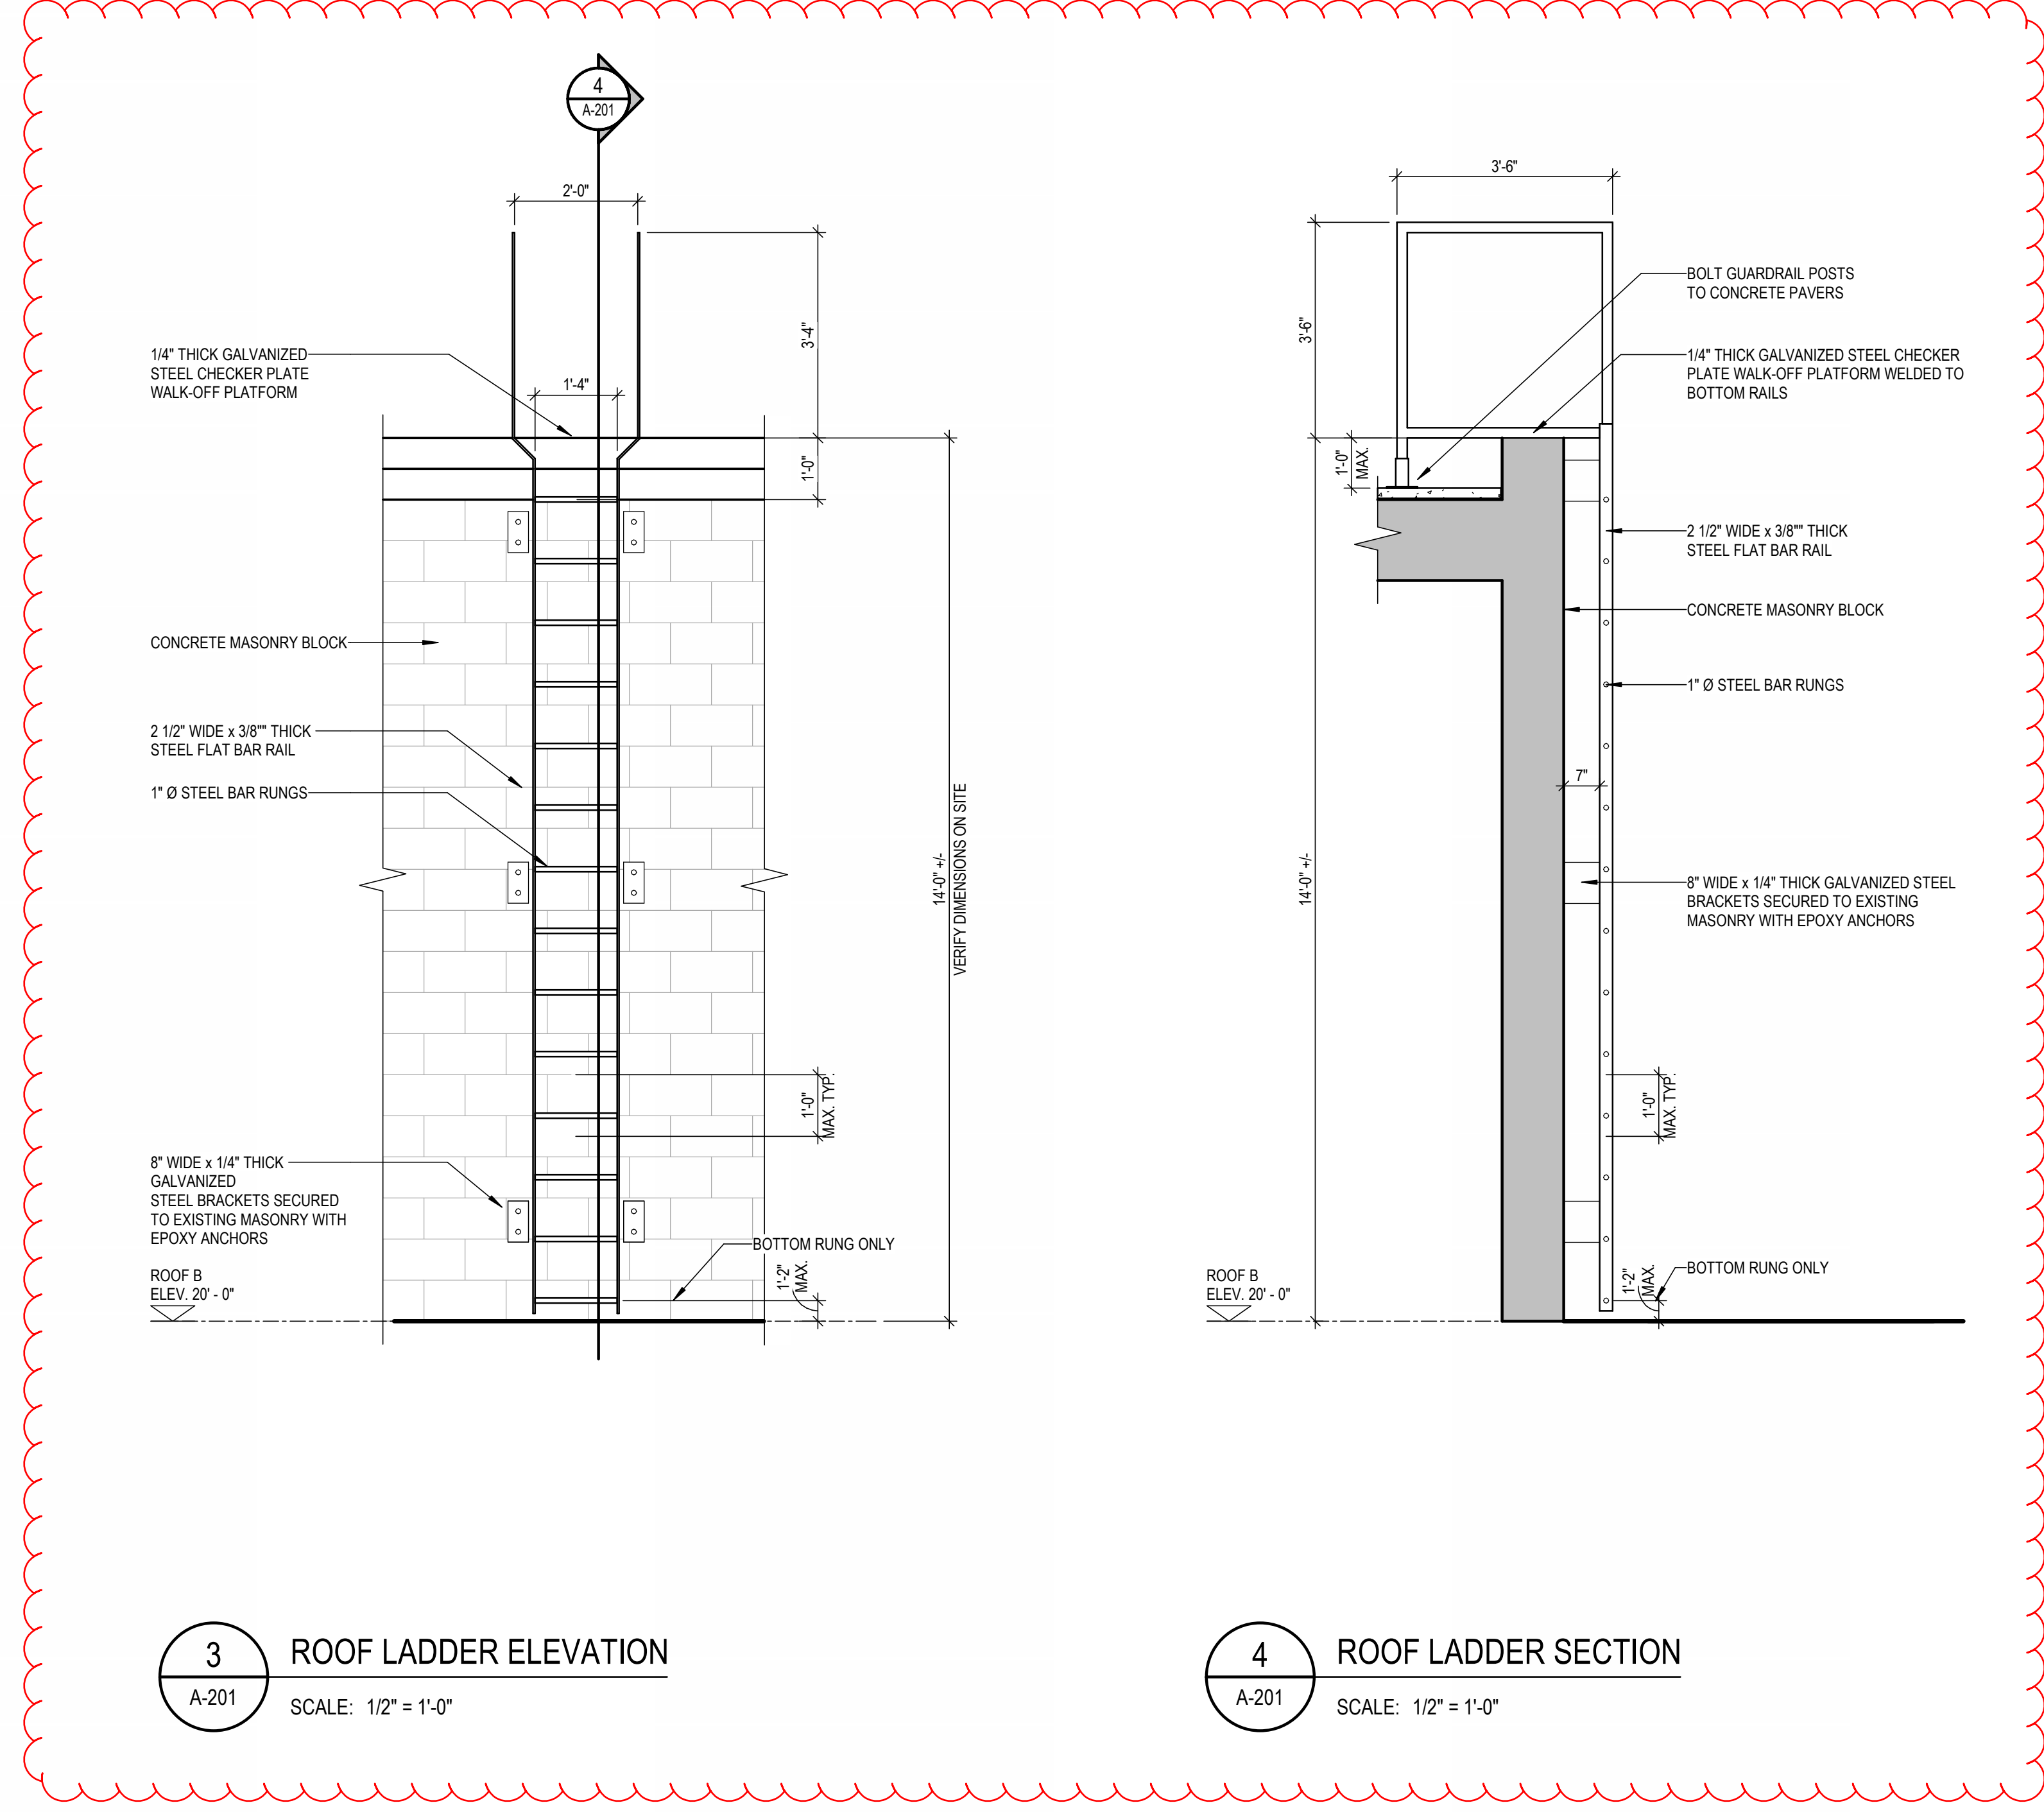 4
A-201
2'-0"
3'-4"
1/4" THICK GALVANIZED
STEEL CHECKER PLATE
WALK-OFF PLATFORM
1'-4"
1'-0"
CONCRETE MASONRY BLOCK
2 1/2" WIDE x 3/8"" THICK
STEEL FLAT BAR RAIL
1" Ø STEEL BAR RUNGS
14'-0" +/-
VERIFY DIMENSIONS ON SITE
1'-0"
MAX. TYP.
8" WIDE x 1/4" THICK
GALVANIZED
STEEL BRACKETS SECURED
TO EXISTING MASONRY WITH
EPOXY ANCHORS
BOTTOM RUNG ONLY
1'-2"
MAX.
ROOF B
ELEV. 20' - 0"
3
A-201
ROOF LADDER ELEVATION
SCALE: 1/2" = 1'-0"
3'-6"
3'-6"
BOLT GUARDRAIL POSTS
TO CONCRETE PAVERS
1/4" THICK GALVANIZED STEEL CHECKER
PLATE WALK-OFF PLATFORM WELDED TO
BOTTOM RAILS
1'-0"
MAX.
2 1/2" WIDE x 3/8"" THICK
STEEL FLAT BAR RAIL
CONCRETE MASONRY BLOCK
1" Ø STEEL BAR RUNGS
7"
14'-0" +/-
8" WIDE x 1/4" THICK GALVANIZED STEEL
BRACKETS SECURED TO EXISTING
MASONRY WITH EPOXY ANCHORS
1'-0"
MAX. TYP.
BOTTOM RUNG ONLY
1'-2"
MAX.
ROOF B
ELEV. 20' - 0"
4
A-201
ROOF LADDER SECTION
SCALE: 1/2" = 1'-0"